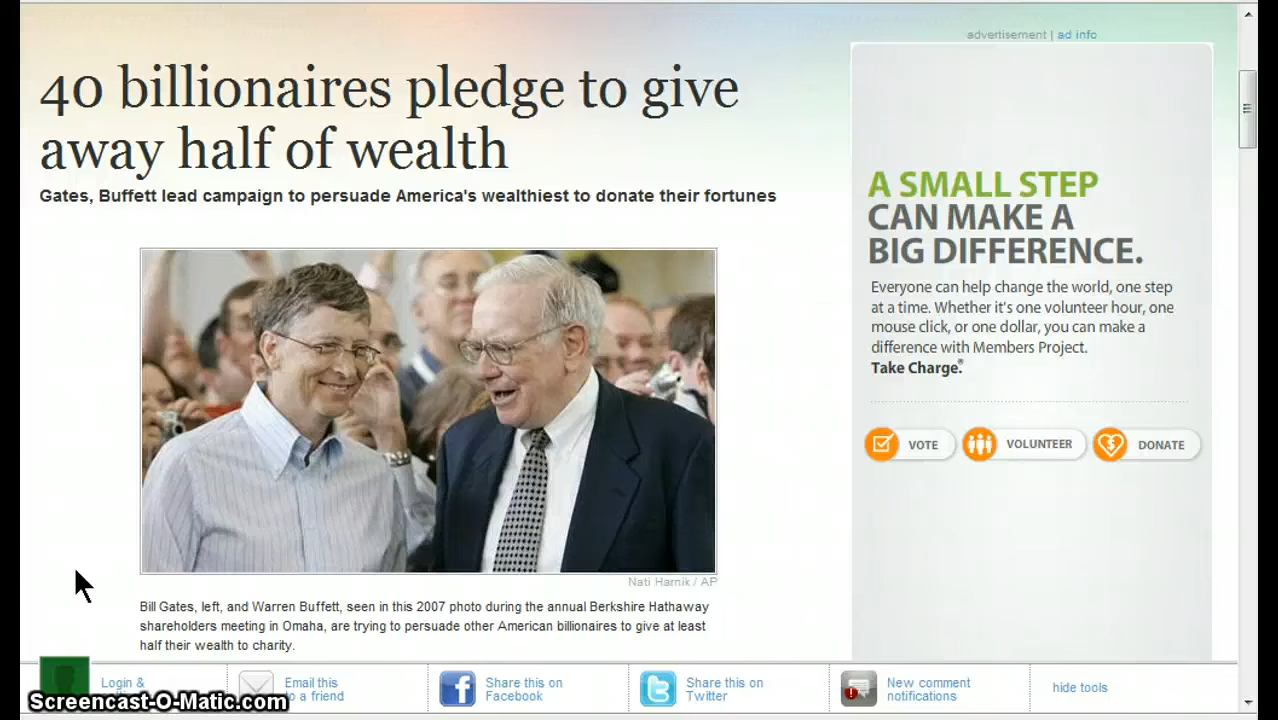 advertisement | ad info
40 billionaires pledge to give
away half of wealth
Gates, Buffett lead campaign to persuade America's wealthiest to donate their fortunes
A SMALL STEP
CAN MAKE A
BIG DIFFERENCE.
Everyone can help change the world, one step
at a time. Whether it's one volunteer hour, one
mouse click, or one dollar, you can make a
difference with Members Project.
Take Charge.®
VOTE
VOLUNTEER
DONATE
Nati Harnik / AP
Bill Gates, left, and Warren Buffett, seen in this 2007 photo during the annual Berkshire Hathaway
shareholders meeting in Omaha, are trying to persuade other American billionaires to give at least
half their wealth to charity.
Login &
Email this
to a friend
Share this on
Facebook
Share this on
Twitter
New comment
notifications
hide tools
Screencast-O-Matic.com